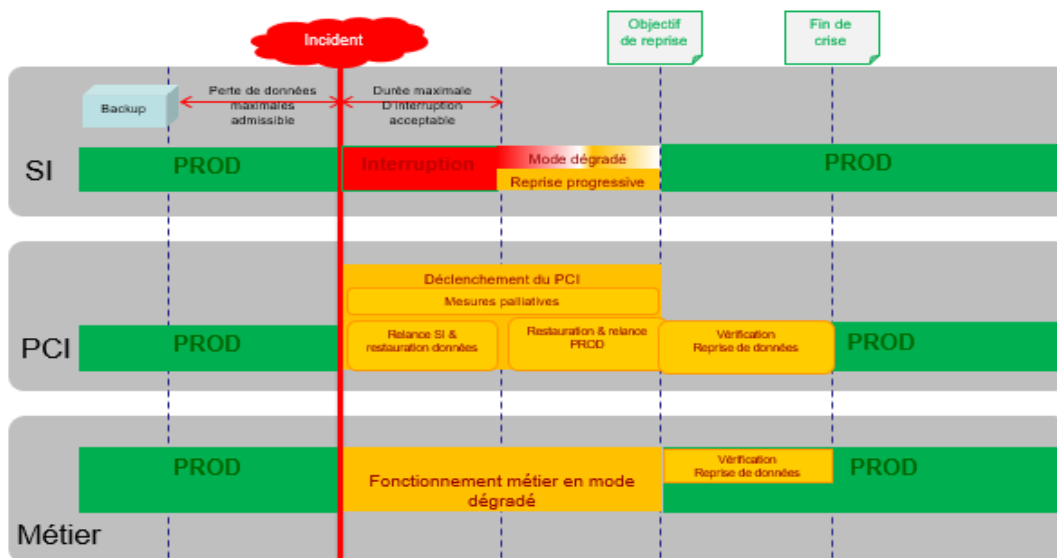 Incident
Objectif
de reprise
Fin de
crise
Backup
Perte de données
maximales
admissible
Durée maximale
D'interruption
acceptable
SI
PROD
Interruption
Mode dégradé
Reprise progressive
PROD
Déclenchement du PCI
Mesures palliatives
PCI
PROD
Relance SI &
restauration données
Restauration & relance
PROD
Vérification
Reprise de données
PROD
PROD
Fonctionnement métier en mode
dégradé
Vérification
Reprise de données
PROD
Métier